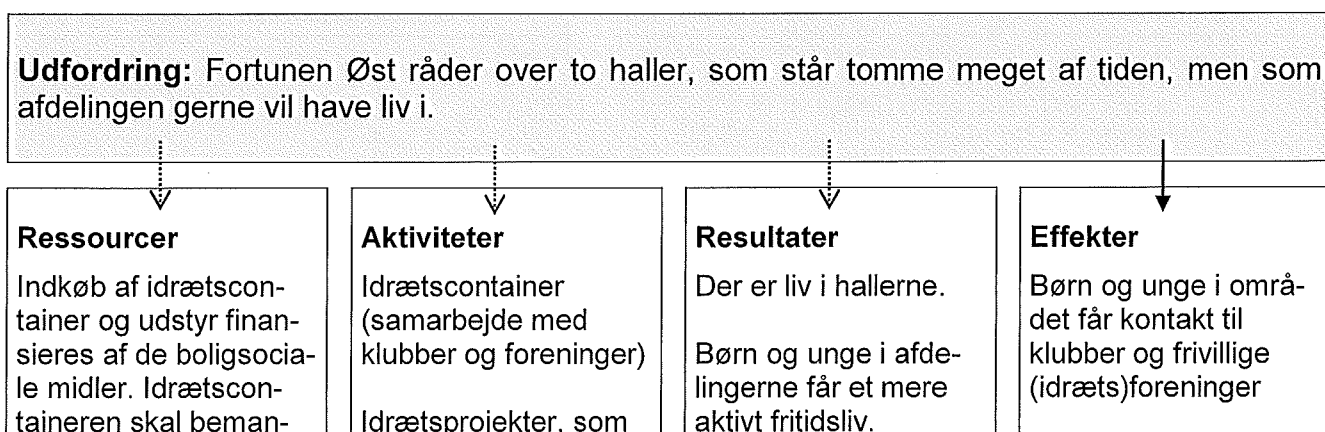 Udfordring: Fortunen Øst råder over to haller, som står tomme meget af tiden, men som
afdelingen gerne vil have liv i.
Ressourcer
Indkøb af idrætscon-
tainer og udstyr finan-
sieres af de boligsocia-
le midler. Idrætscon-
taineren skal beman-
Aktiviteter
Idrætscontainer
(samarbejde med
klubber og foreninger)
Idrætsprojekter, som
Resultater
Der er liv i hallerne.
Børn og unge i afde-
lingerne får et mere
aktivt fritidsliv.
Effekter
Børn og unge i områ-
det får kontakt til
klubber og frivillige
(idræts)foreninger